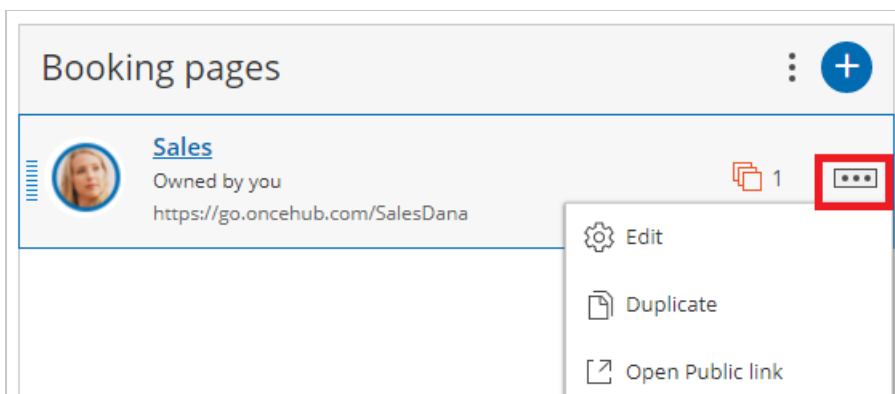 Booking pages
Sales
Owned by you
1
https://go.oncehub.com/SalesDana
Edit
Duplicate
Open Public link